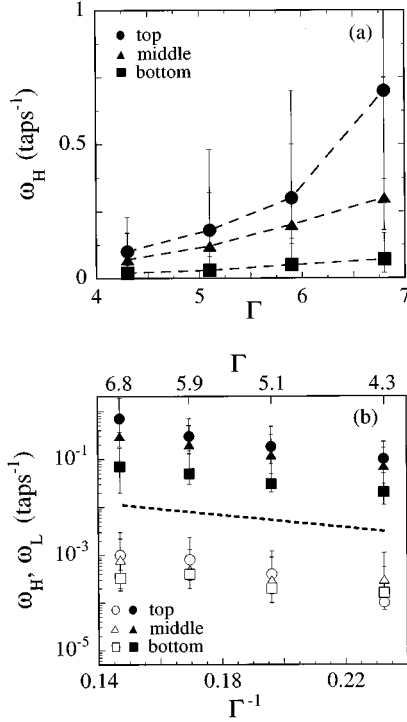 1
(a)
● top
▲ middle
■ bottom
ω_H (taps⁻¹)
0.5
0
4
5
6
7
Γ
Γ
6.8
5.9
5.1
4.3
(b)
10⁻¹
10⁻³
10⁻⁵
ω_H, ω_L (taps⁻¹)
○ ● top
△ ▲ middle
□ ■ bottom
0.14
0.18
0.22
Γ⁻¹